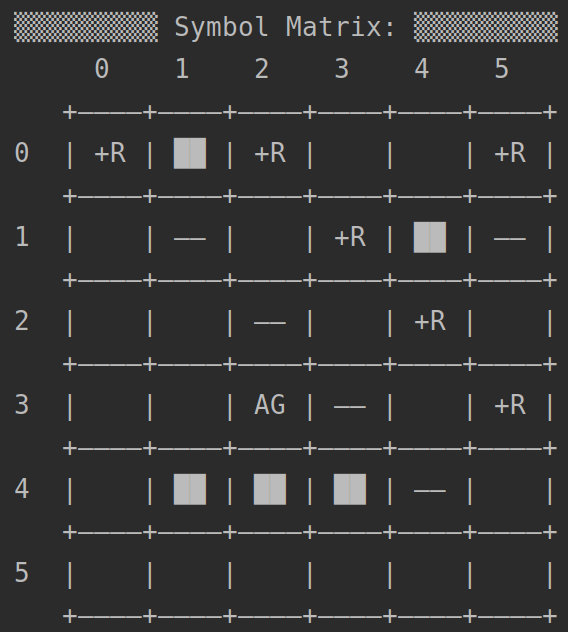 ▒▒▒▒▒▒▒▒▒ Symbol Matrix: ▒▒▒▒▒▒▒▒▒
     0    1    2    3    4    5
   +————+————+————+————+————+————+
0  | +R | ██ | +R |    |    | +R |
   +————+————+————+————+————+————+
1  |    | —— |    | +R | ██ | —— |
   +————+————+————+————+————+————+
2  |    |    | —— |    | +R |    |
   +————+————+————+————+————+————+
3  |    |    | AG | —— |    | +R |
   +————+————+————+————+————+————+
4  |    | ██ | ██ | ██ | —— |    |
   +————+————+————+————+————+————+
5  |    |    |    |    |    |    |
   +————+————+————+————+————+————+